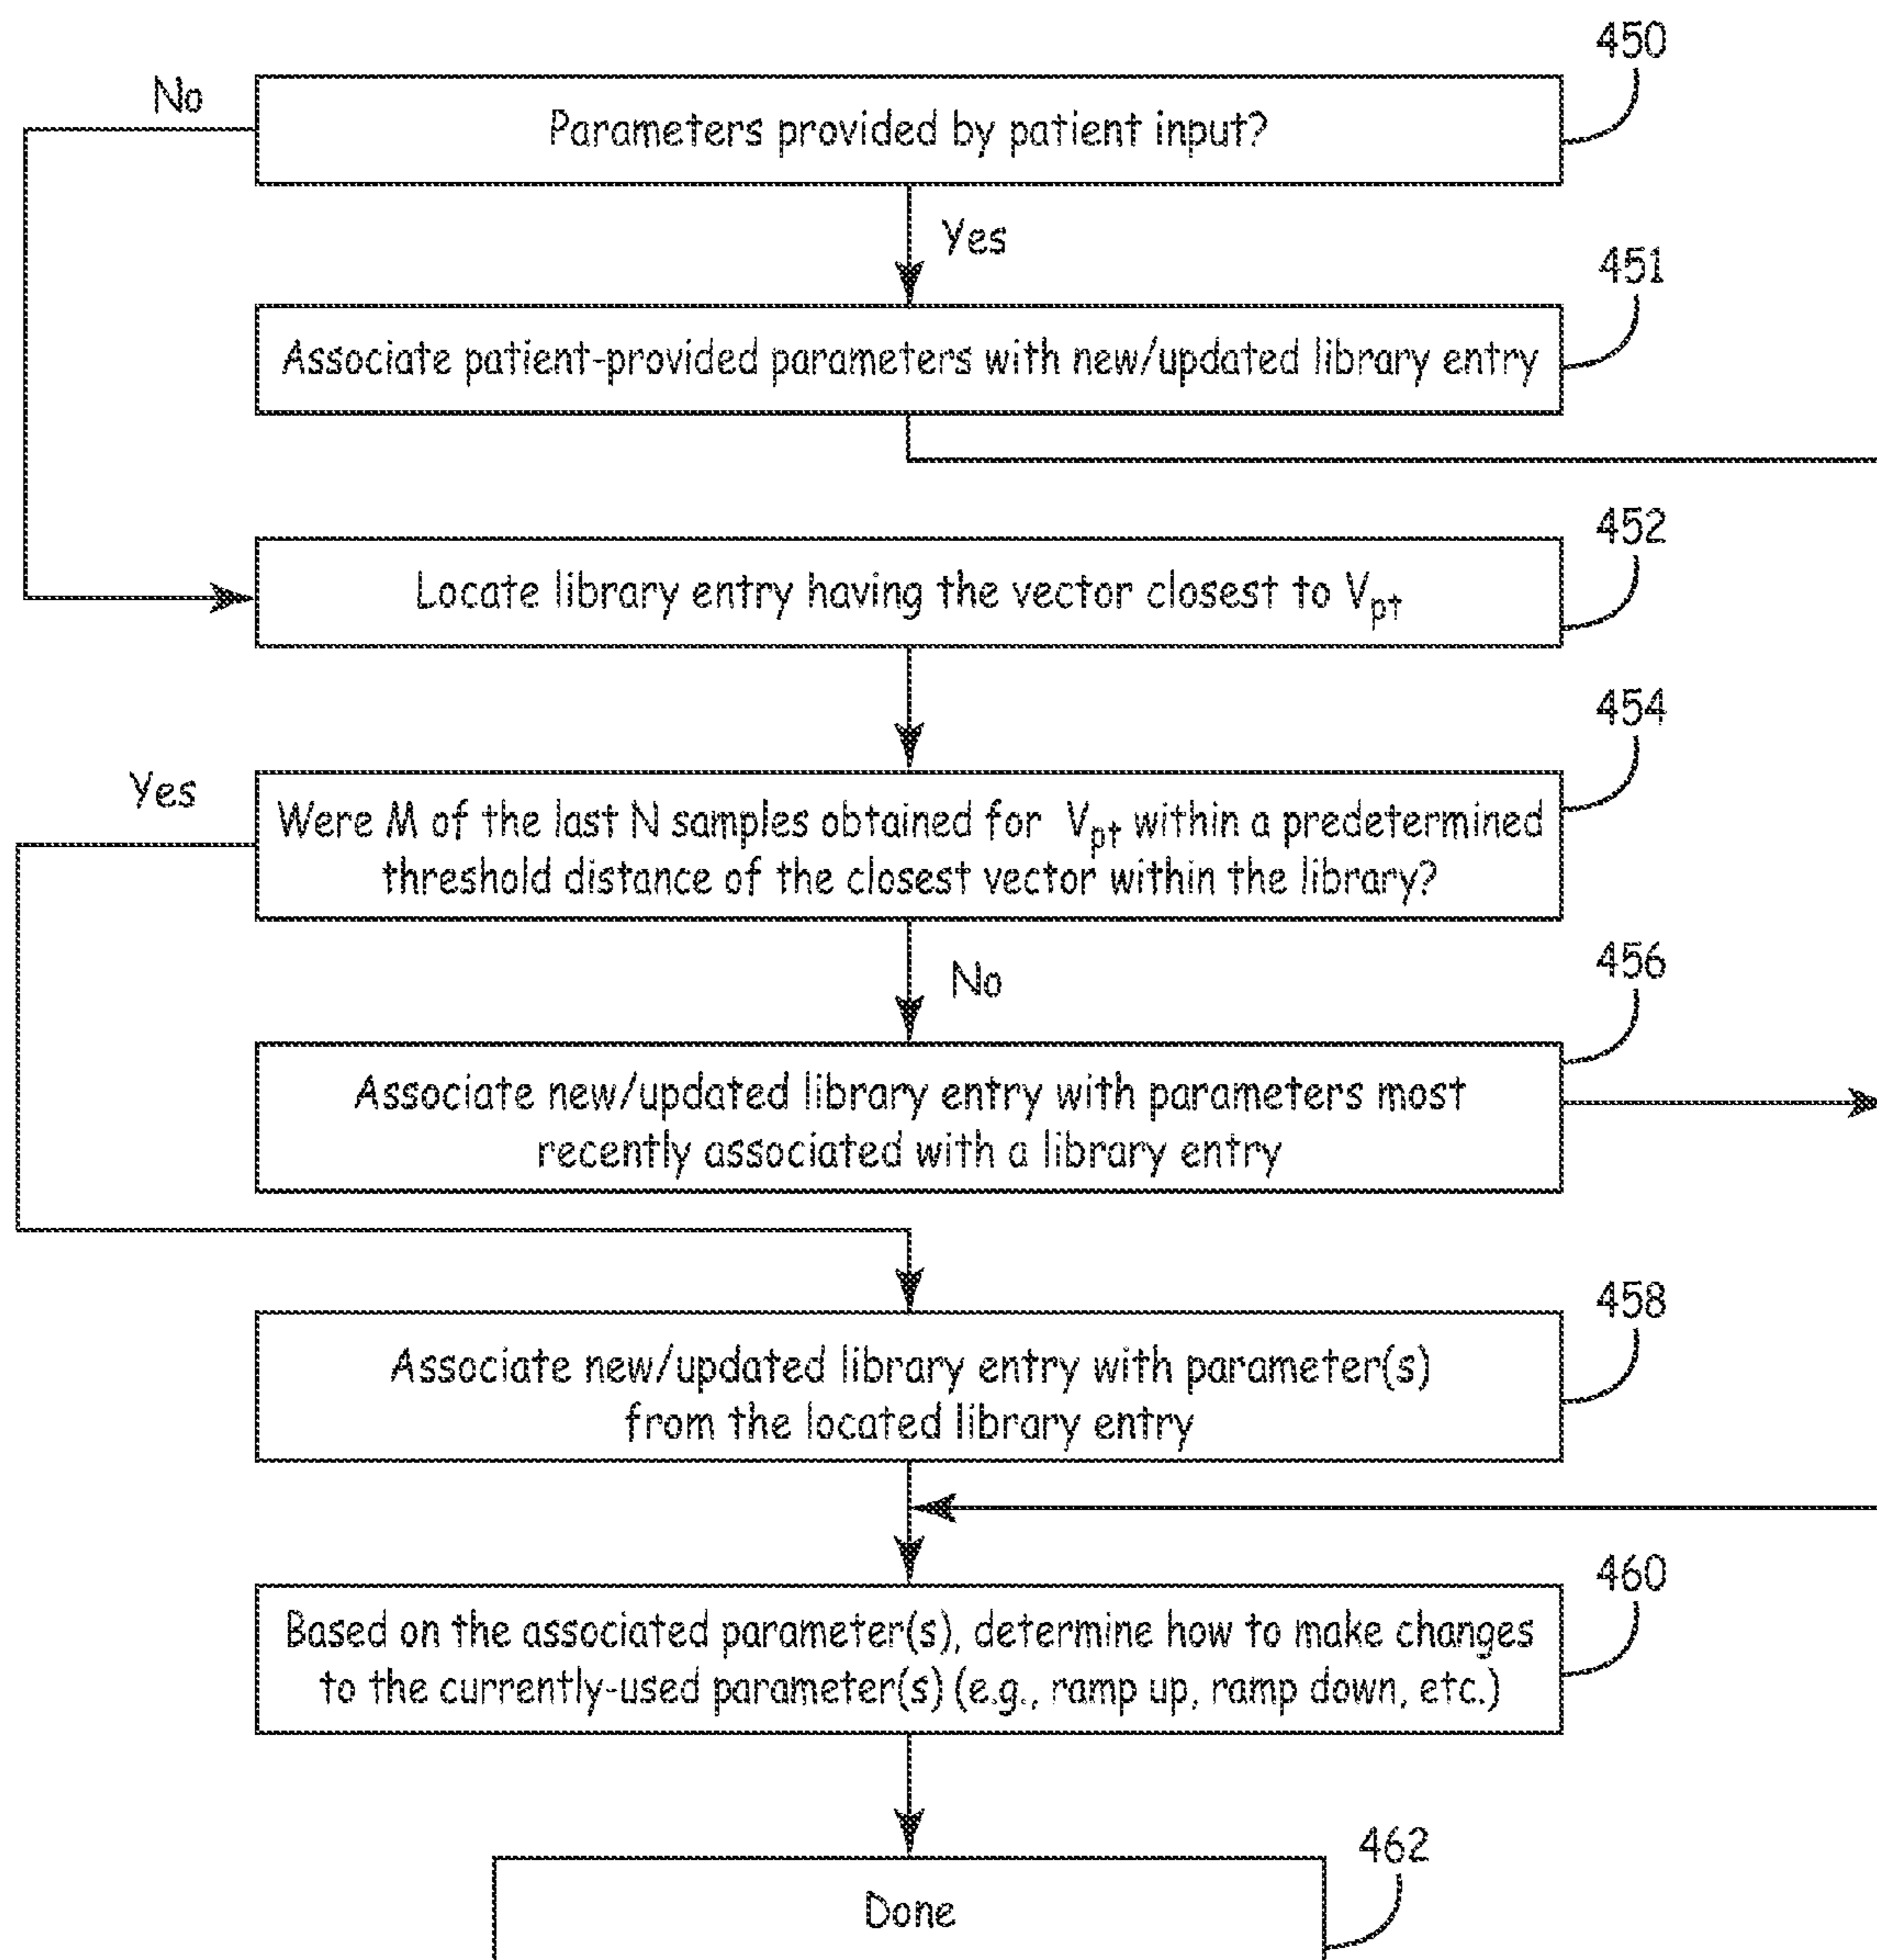 450
No
Parameters provided by patient input?
Yes
451
Associate patient-provided parameters with new/updated library entry
452
Locate library entry having the vector closest to Vpt
454
Yes
Were M of the last N samples obtained for Vpt within a predetermined
threshold distance of the closest vector within the library?
No
456
Associate new/updated library entry with parameters most
recently associated with a library entry
458
Associate new/updated library entry with parameter(s)
from the located library entry
460
Based on the associated parameter(s), determine how to make changes
to the currently-used parameter(s) (e.g., ramp up, ramp down, etc.)
462
Done